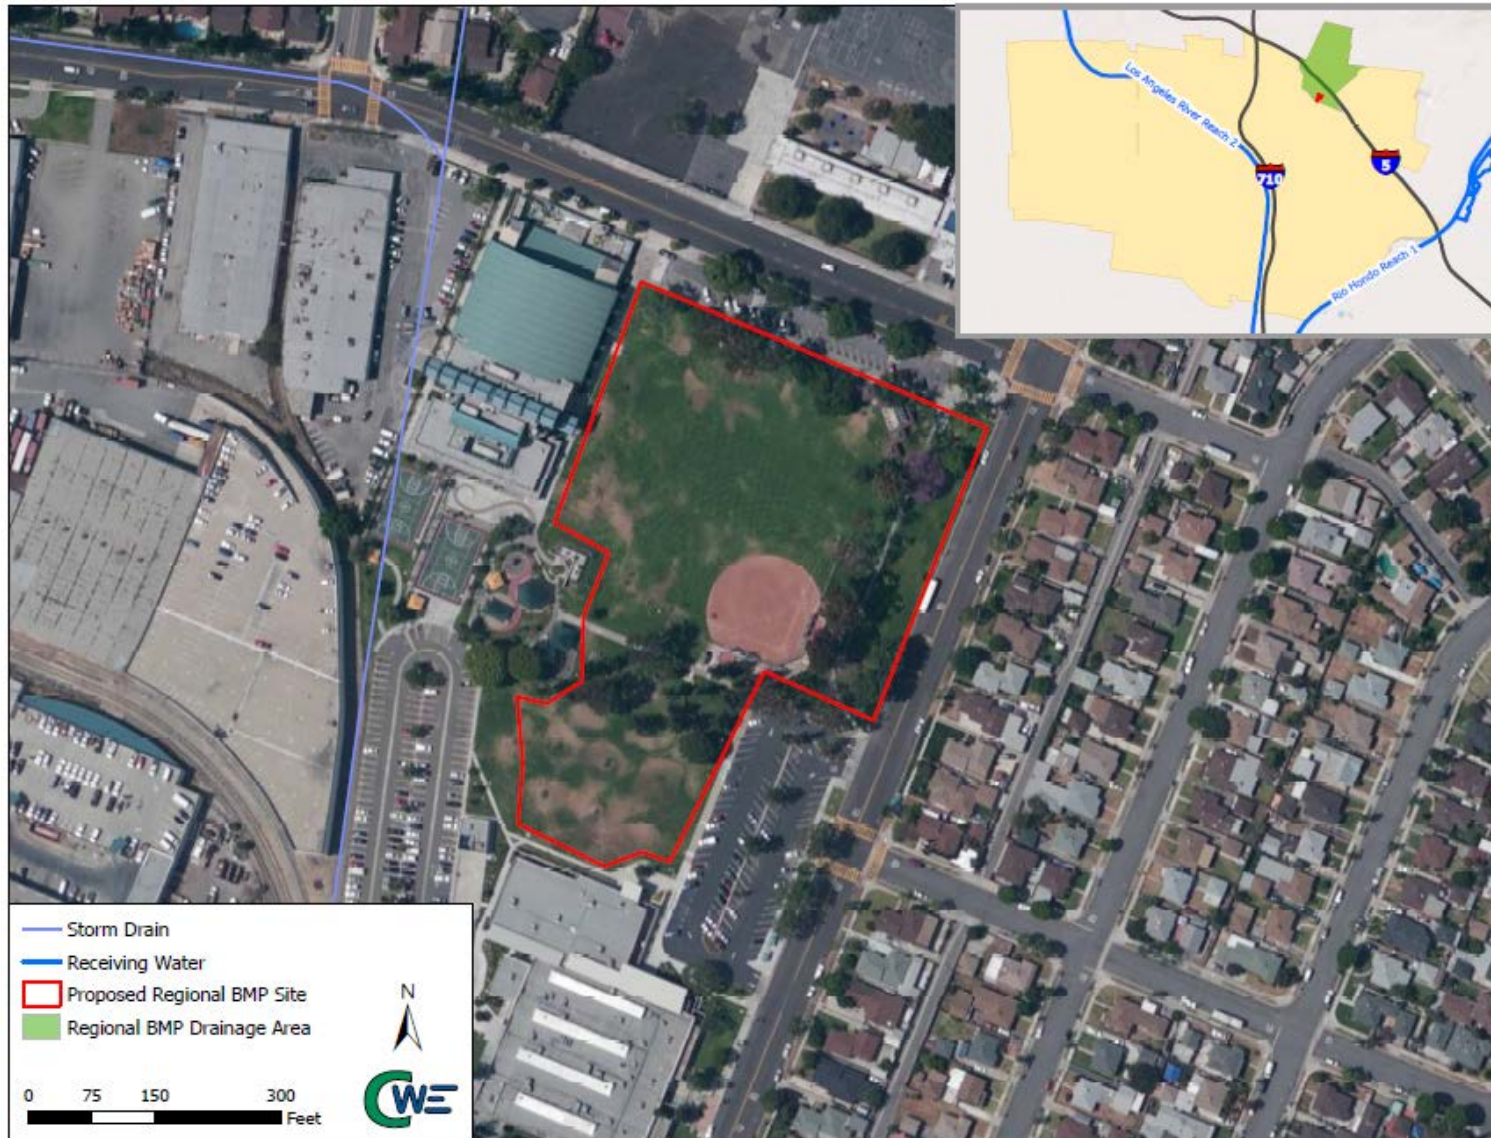 Los Angeles River Reach 2
710
5
Rio Hondo Reach 1
Storm Drain
Receiving Water
Proposed Regional BMP Site
Regional BMP Drainage Area
N
0 75 150 300
Feet
CWE